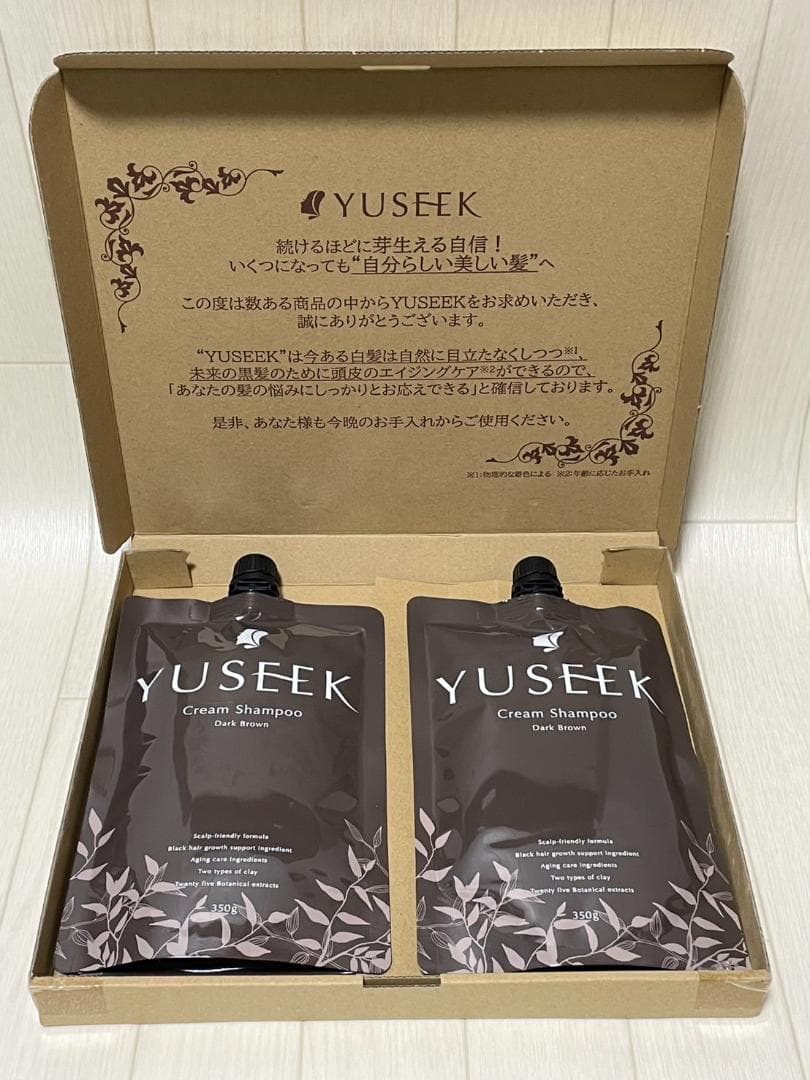 YUSEEK
続けるほどに芽生える自信！
いくつになっても“自分らしい美しい髪”へ
この度は数ある商品の中からYUSEEKをお求めいただき、
誠にありがとうございます。
“YUSEEK”は今ある白髪は自然に目立たなくしつつ※1、
未来の黒髪のために頭皮のエイジングケア※2ができるので、
「あなたの髪の悩みにしっかりとお応えできる」と確信しております。
是非、あなた様も今晩のお手入れからご使用ください。
※1：物理的な着色による ※2：年齢に応じたお手入れ
YUSEEK
Cream Shampoo
Dark Brown
Scalp-friendly formula
Black hair growth support ingredient
Aging care ingredients
Two types of clay
Twenty five Botanical extracts
350g
YUSEEK
Cream Shampoo
Dark Brown
Scalp-friendly formula
Black hair growth support ingredient
Aging care ingredients
Two types of clay
Twenty five Botanical extracts
350g